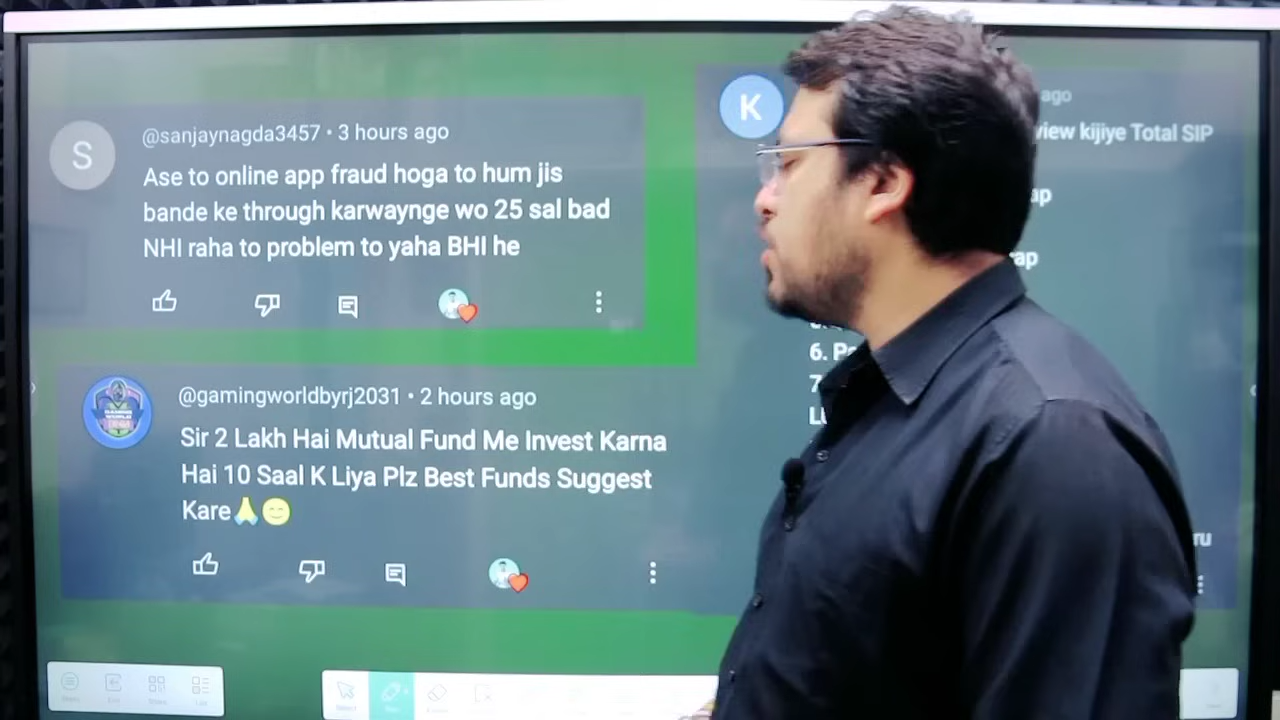 S
@sanjaynagda3457 • 3 hours ago
Ase to online app fraud hoga to hum jis
bande ke through karwaynge wo 25 sal bad
NHI raha to problem to yaha BHI he
@gamingworldbyrj2031 • 2 hours ago
Sir 2 Lakh Hai Mutual Fund Me Invest Karna
Hai 10 Saal K Liya Plz Best Funds Suggest
Kare🙏😊
K
ago
kijiye Total SIP
6.
7